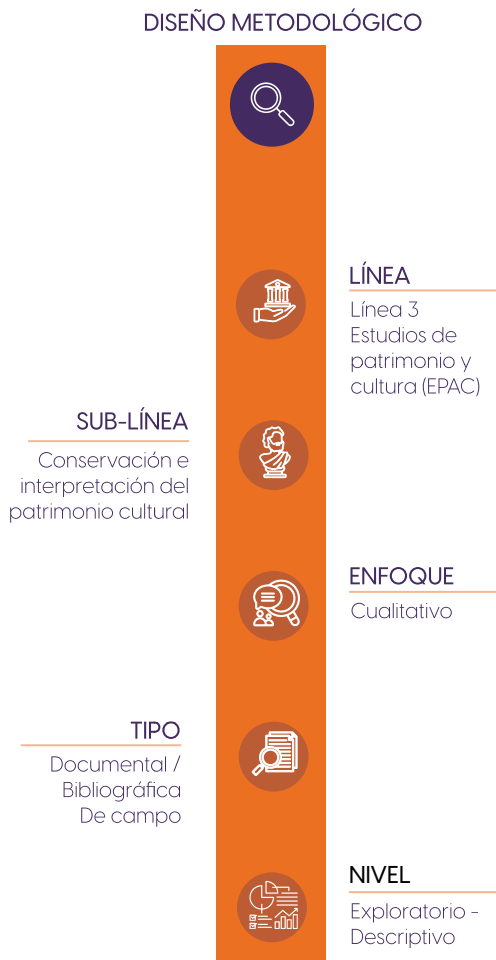 DISEÑO METODOLÓGICO
LÍNEA
Línea 3
Estudios de
patrimonio y
cultura (EPAC)
SUB-LÍNEA
Conservación e
interpretación del
patrimonio cultural
ENFOQUE
Cualitativo
TIPO
Documental /
Bibliográfica
De campo
NIVEL
Exploratorio -
Descriptivo